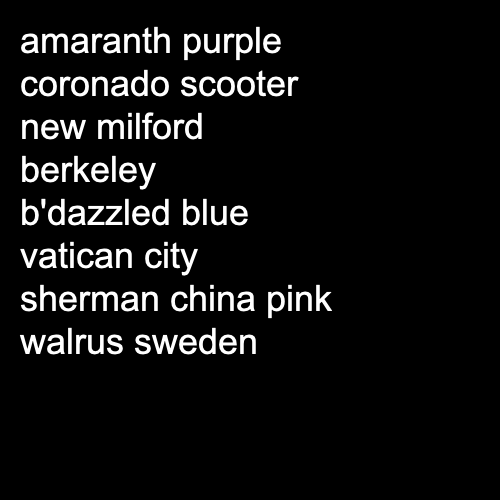 amaranth purple
coronado scooter
new milford
berkeley
b'dazzled blue
vatican city
sherman china pink
walrus sweden